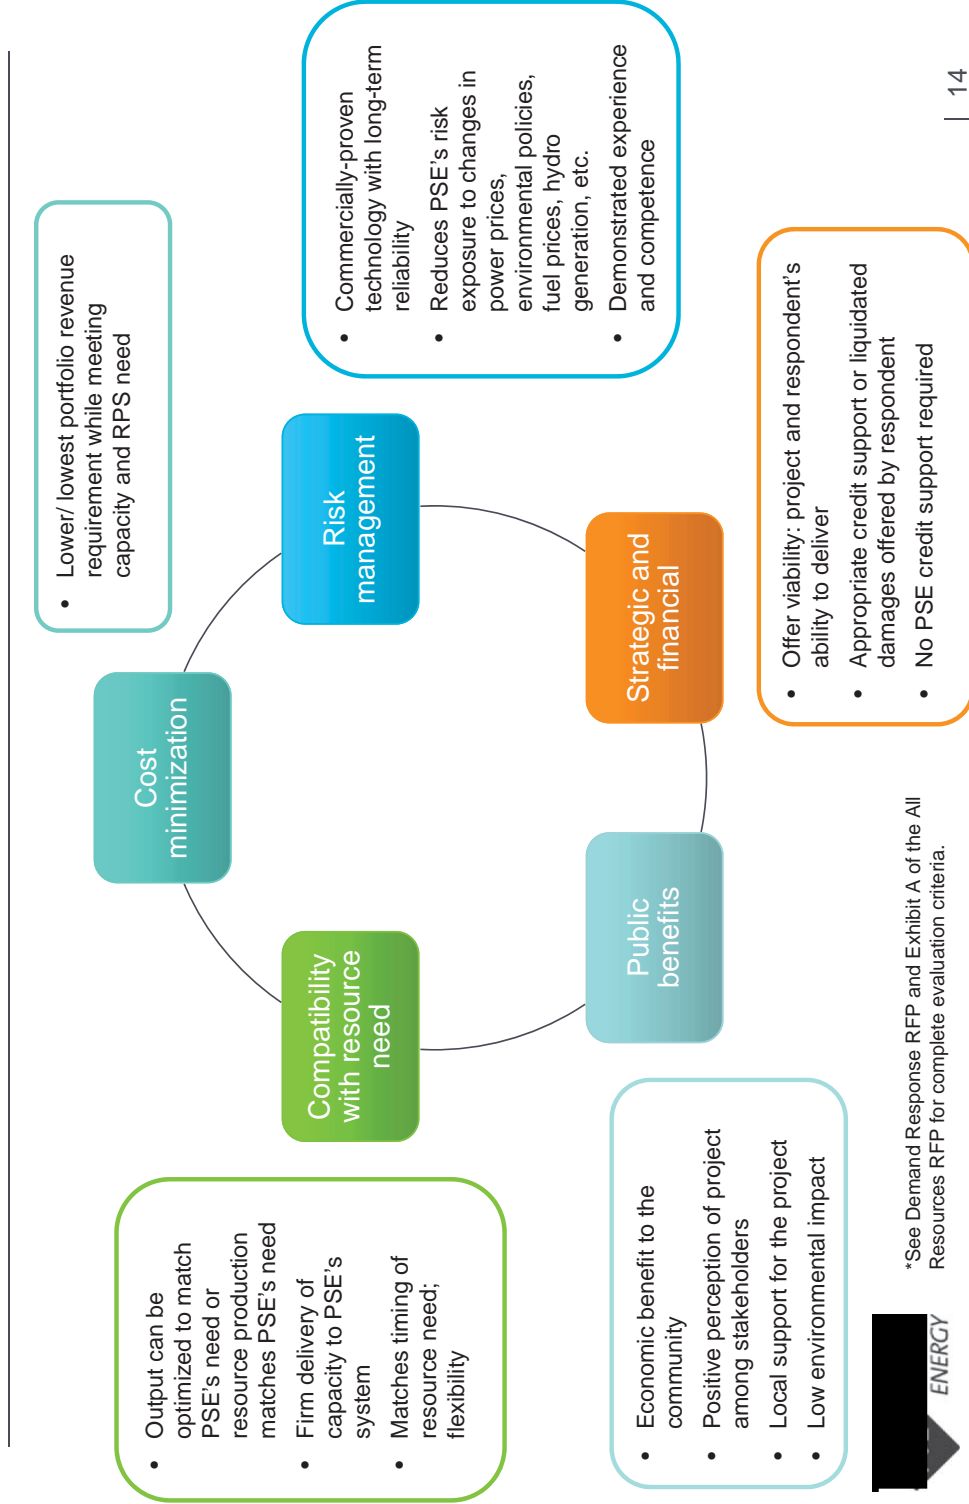 Cost
minimization
• Lower/ lowest portfolio revenue
requirement while meeting
capacity and RPS need
Risk
management
• Commercially-proven
technology with long-term
reliability
• Reduces PSE's risk
exposure to changes in
power prices,
environmental policies,
fuel prices, hydro
generation, etc.
• Demonstrated experience
and competence
Strategic and
financial
• Offer viability: project and respondent's
ability to deliver
• Appropriate credit support or liquidated
damages offered by respondent
• No PSE credit support required
Public
benefits
• Economic benefit to the
community
• Positive perception of project
among stakeholders
• Local support for the project
• Low environmental impact
Compatibility
with resource
need
• Output can be
optimized to match
PSE's need or
resource production
matches PSE's need
• Firm delivery of
capacity to PSE's
system
• Matches timing of
resource need;
flexibility
*See Demand Response RFP and Exhibit A of the All
Resources RFP for complete evaluation criteria.
ENERGY
14